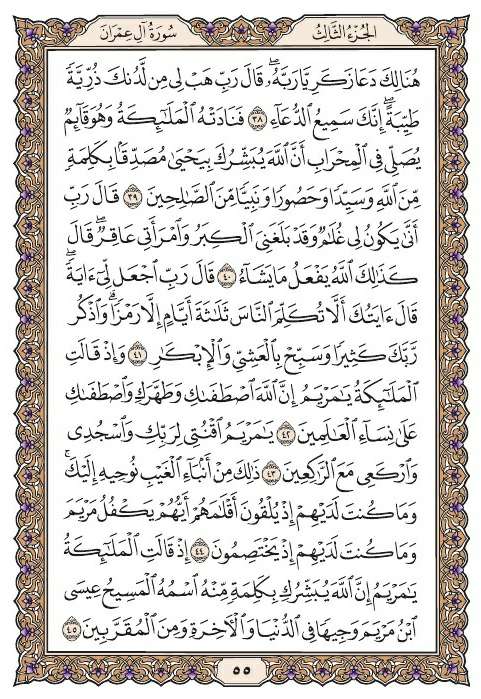 الجزء الثالث
سورة آل عمران
هُنَالِكَ دَعَا زَكَرِيَّا رَبَّهُۥۖ قَالَ رَبِّ هَبْ لِى مِن لَّدُنكَ ذُرِّيَّةً
طَيِّبَةًۖ إِنَّكَ سَمِيعُ ٱلدُّعَآءِ ٣٨ فَنَادَتْهُ ٱلْمَلَٰٓئِكَةُ وَهُوَ قَآئِمٌ
يُصَلِّى فِى ٱلْمِحْرَابِ أَنَّ ٱللَّهَ يُبَشِّرُكَ بِيَحْيَىٰ مُصَدِّقًۢا بِكَلِمَةٍ
مِّنَ ٱللَّهِ وَسَيِّدًا وَحَصُورًا وَنَبِيًّا مِّنَ ٱلصَّٰلِحِينَ ٣٩ قَالَ رَبِّ
أَنَّىٰ يَكُونُ لِى غُلَٰمٌ وَقَدْ بَلَغَنِىَ ٱلْكِبَرُ وَٱمْرَأَتِى عَاقِرٌۖ قَالَ
كَذَٰلِكَ ٱللَّهُ يَفْعَلُ مَا يَشَآءُ ٤٠ قَالَ رَبِّ ٱجْعَل لِّىٓ ءَايَةًۖ
قَالَ ءَايَتُكَ أَلَّا تُكَلِّمَ ٱلنَّاسَ ثَلَٰثَةَ أَيَّامٍ إِلَّا رَمْزًاۗ وَٱذْكُر
رَّبَّكَ كَثِيرًا وَسَبِّحْ بِٱلْعَشِىِّ وَٱلْإِبْكَٰرِ ٤١ وَإِذْ قَالَتِ
ٱلْمَلَٰٓئِكَةُ يَٰمَرْيَمُ إِنَّ ٱللَّهَ ٱصْطَفَىٰكِ وَطَهَّرَكِ وَٱصْطَفَىٰكِ
عَلَىٰ نِسَآءِ ٱلْعَٰلَمِينَ ٤٢ يَٰمَرْيَمُ ٱقْنُتِى لِرَبِّكِ وَٱسْجُدِى
وَٱرْكَعِى مَعَ ٱلرَّٰكِعِينَ ٤٣ ذَٰلِكَ مِنْ أَنۢبَآءِ ٱلْغَيْبِ نُوحِيهِ إِلَيْكَۚ
وَمَا كُنتَ لَدَيْهِمْ إِذْ يُلْقُونَ أَقْلَٰمَهُمْ أَيُّهُمْ يَكْفُلُ مَرْيَمَ
وَمَا كُنتَ لَدَيْهِمْ إِذْ يَخْتَصِمُونَ ٤٤ إِذْ قَالَتِ ٱلْمَلَٰٓئِكَةُ
يَٰمَرْيَمُ إِنَّ ٱللَّهَ يُبَشِّرُكِ بِكَلِمَةٍ مِّنْهُ ٱسْمُهُ ٱلْمَسِيحُ عِيسَى
ٱبْنُ مَرْيَمَ وَجِيهًا فِى ٱلدُّنْيَا وَٱلْءَاخِرَةِ وَمِنَ ٱلْمُقَرَّبِينَ ٤٥
٥٥